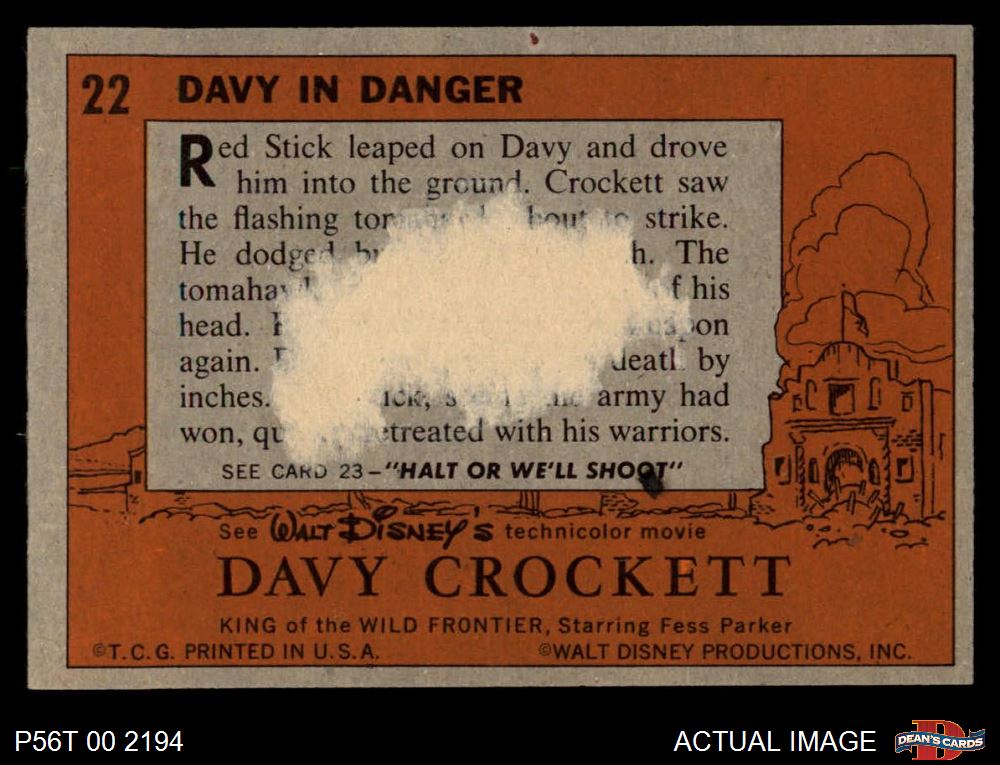 22 DAVY IN DANGER
Red Stick leaped on Davy and drove
him into the ground. Crockett saw
the flashing strike.
He dodged The
of his
head.
again. death by
inches. army had
won, retreated with his warriors.
SEE CARD 23-"HALT OR WE'LL SHOOT"
See WALT DISNEY'S technicolor movie
DAVY CROCKETT
KING of the WILD FRONTIER, Starring Fess Parker
©T.C.G. PRINTED IN U.S.A. ©WALT DISNEY PRODUCTIONS, INC.
P56T 00 2194 ACTUAL IMAGE DEAN'S CARDS